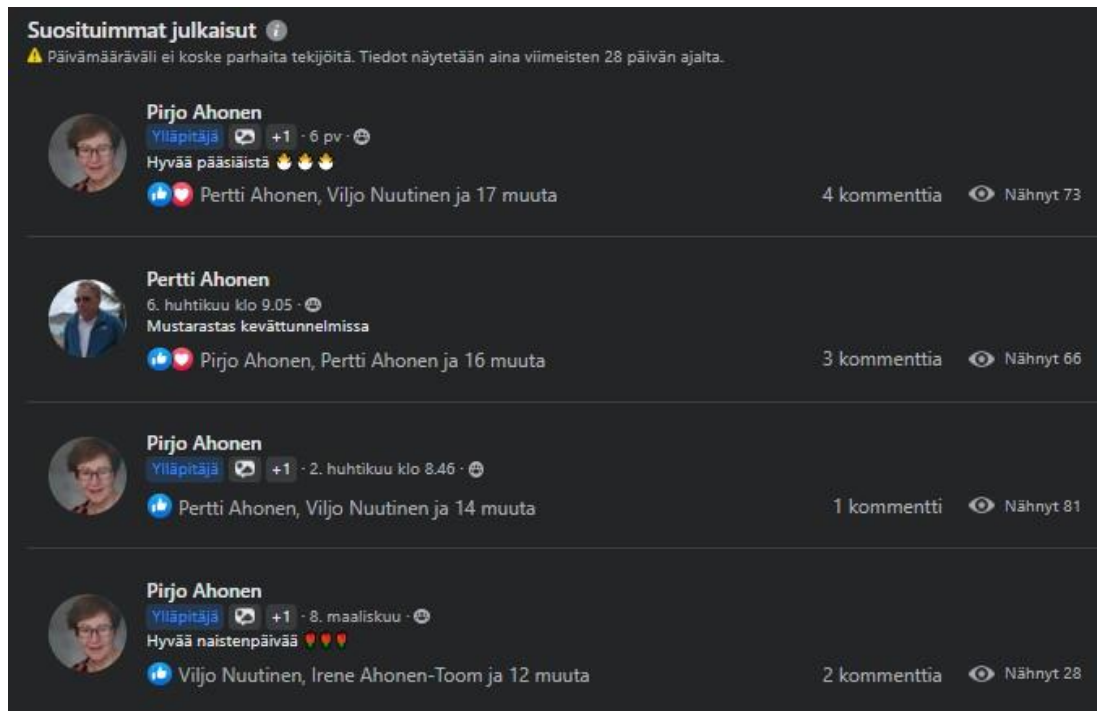 Suosituimmat julkaisut
Päivämääräväli ei koske parhaita tekijöitä. Tiedot näytetään aina viimeisten 28 päivän ajalta.
Pirjo Ahonen
Ylläpitäjä +1 · 6 pv ·
Hyvää pääsiäistä 🐣 🐣 🐣
Pertti Ahonen, Viljo Nuutinen ja 17 muuta 4 kommenttia Nähnyt 73
Pertti Ahonen
6. huhtikuu klo 9.05 ·
Mustarastas kevättunnelmissa
Pirjo Ahonen, Pertti Ahonen ja 16 muuta 3 kommenttia Nähnyt 66
Pirjo Ahonen
Ylläpitäjä +1 · 2. huhtikuu klo 8.46 ·
Pertti Ahonen, Viljo Nuutinen ja 14 muuta 1 kommentti Nähnyt 81
Pirjo Ahonen
Ylläpitäjä +1 · 8. maaliskuu ·
Hyvää naistenpäivää 🌹🌹🌹
Viljo Nuutinen, Irene Ahonen-Toom ja 12 muuta 2 kommenttia Nähnyt 28